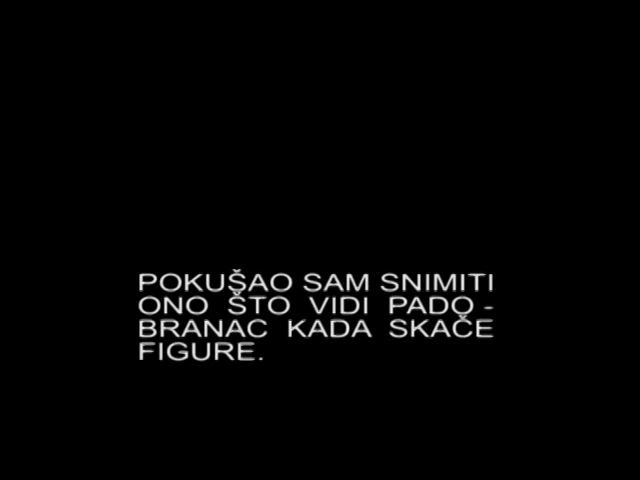 POKUŠAO SAM SNIMITI
ONO ŠTO VIDI PADO -
BRANAC KADA SKAČE
FIGURE.